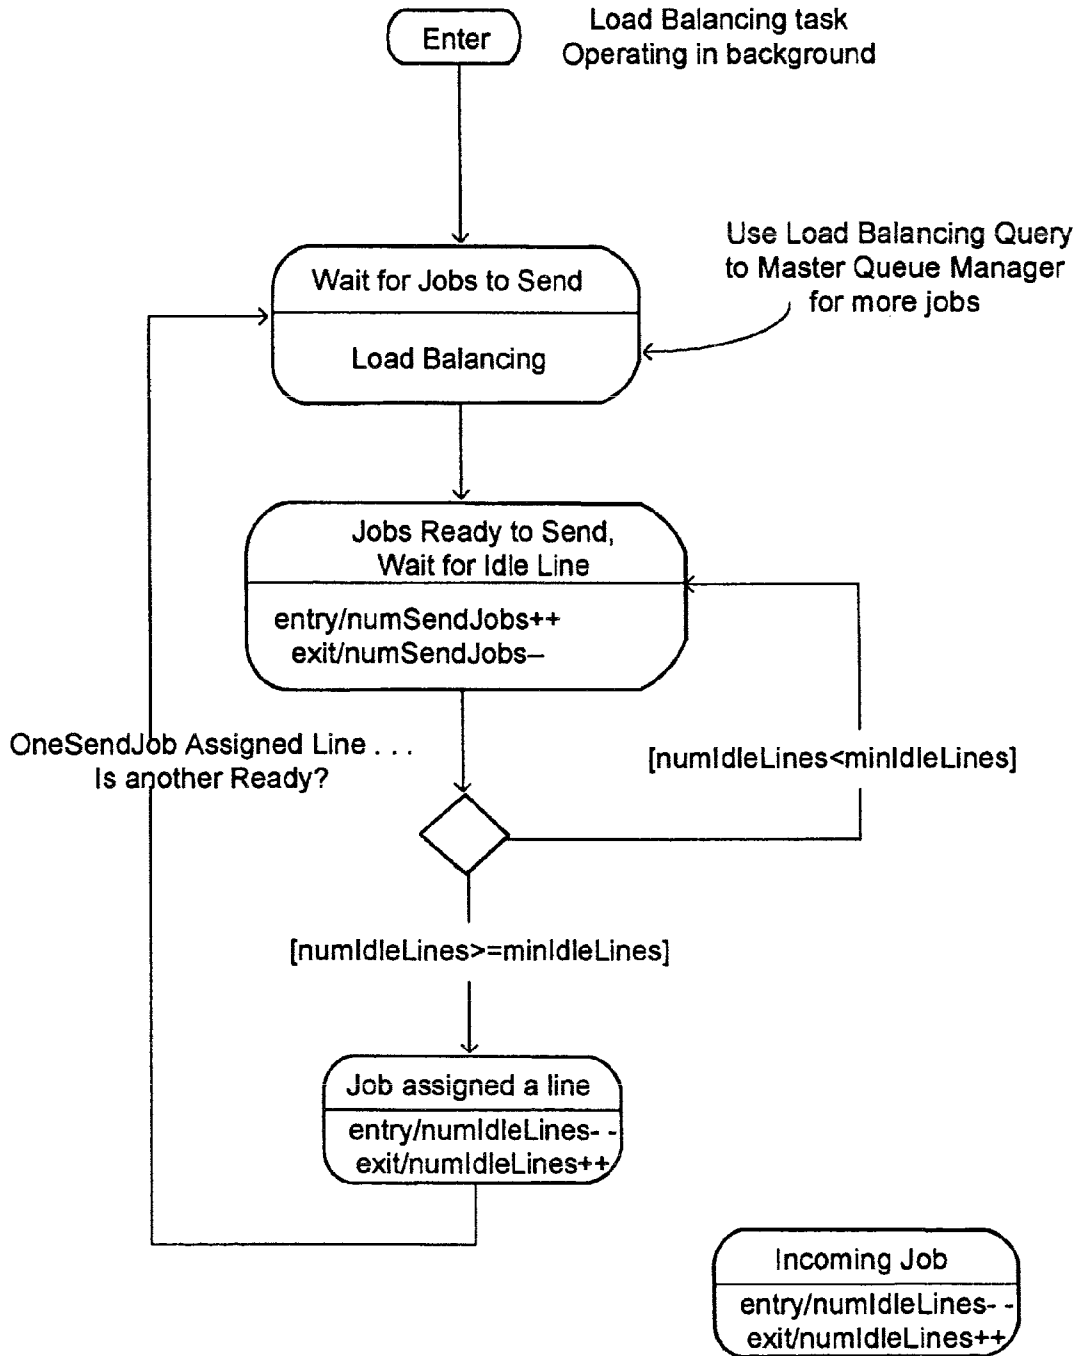 Enter
Load Balancing task
Operating in background
Wait for Jobs to Send
Load Balancing
Use Load Balancing Query
to Master Queue Manager
for more jobs
Jobs Ready to Send,
Wait for Idle Line
entry/numSendJobs++
exit/numSendJobs–
OneSendJob Assigned Line . . .
Is another Ready?
[numIdleLines<minIdleLines]
[numIdleLines>=minIdleLines]
Job assigned a line
entry/numIdleLines- -
exit/numIdleLines++
Incoming Job
entry/numIdleLines- -
exit/numIdleLines++